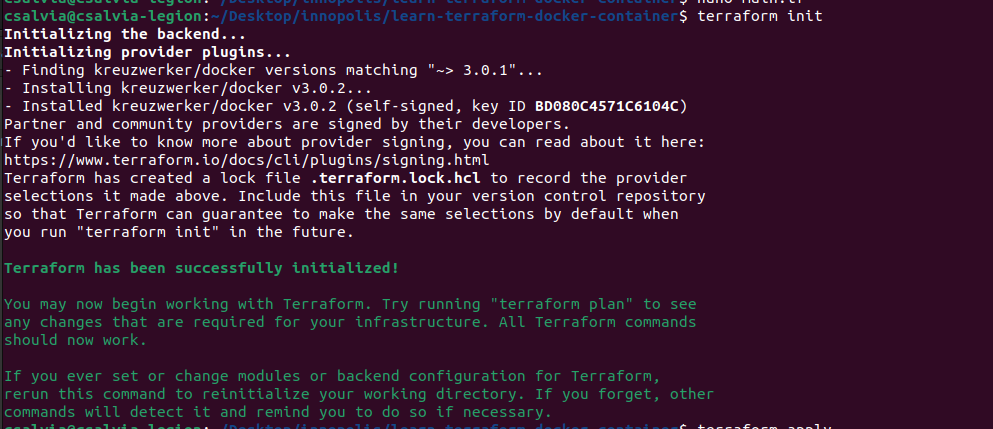 csalvia@csalvia-legion:~/Desktop/innopolis/learn-terraform-docker-container$ nano main.tf
csalvia@csalvia-legion:~/Desktop/innopolis/learn-terraform-docker-container$ terraform init
Initializing the backend...
Initializing provider plugins...
- Finding kreuzwerker/docker versions matching "~> 3.0.1"...
- Installing kreuzwerker/docker v3.0.2...
- Installed kreuzwerker/docker v3.0.2 (self-signed, key ID BD080C4571C6104C)
Partner and community providers are signed by their developers.
If you'd like to know more about provider signing, you can read about it here:
https://www.terraform.io/docs/cli/plugins/signing.html
Terraform has created a lock file .terraform.lock.hcl to record the provider
selections it made above. Include this file in your version control repository
so that Terraform can guarantee to make the same selections by default when
you run "terraform init" in the future.
Terraform has been successfully initialized!
You may now begin working with Terraform. Try running "terraform plan" to see
any changes that are required for your infrastructure. All Terraform commands
should now work.
If you ever set or change modules or backend configuration for Terraform,
rerun this command to reinitialize your working directory. If you forget, other
commands will detect it and remind you to do so if necessary.
csalvia@csalvia-legion:~/Desktop/innopolis/learn-terraform-docker-container$ terraform apply